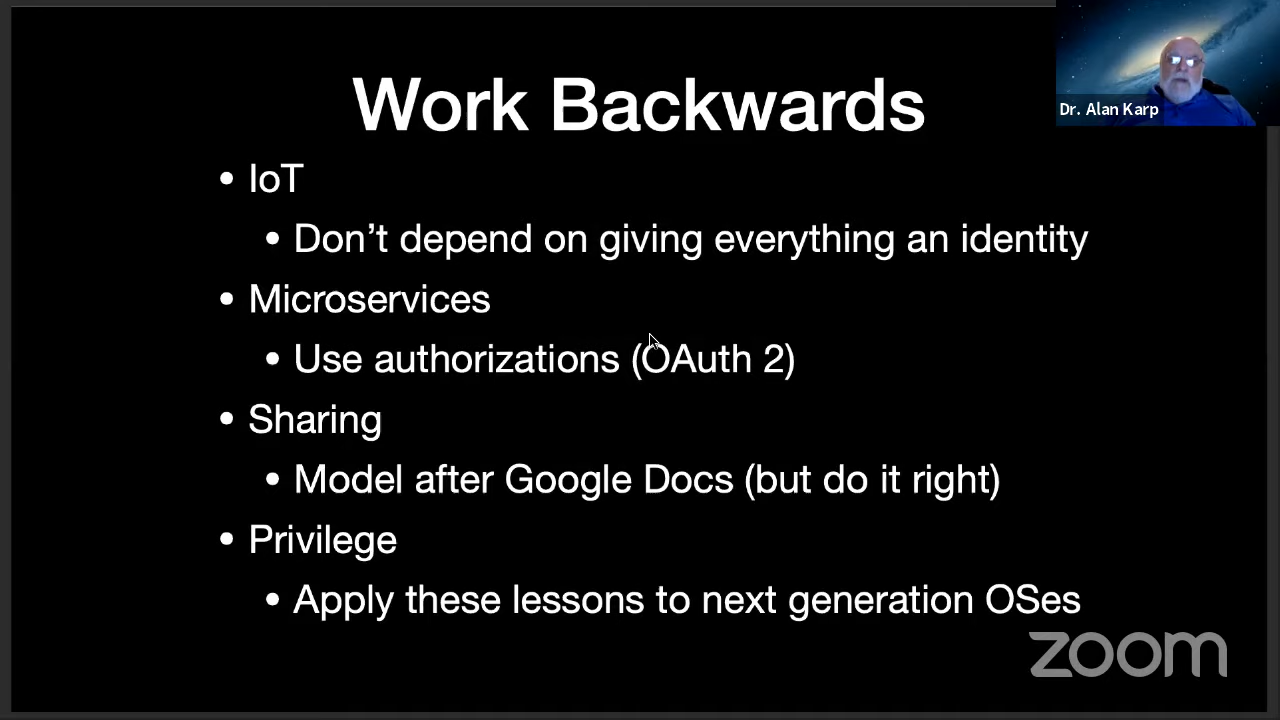 Work Backwards
Dr. Alan Karp
• IoT
• Don’t depend on giving everything an identity
• Microservices
• Use authorizations (OAuth 2)
• Sharing
• Model after Google Docs (but do it right)
• Privilege
• Apply these lessons to next generation OSes
zoom